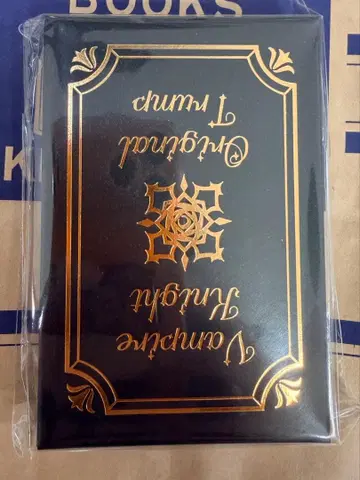 BOOKS
K
Vampire
Knight
Original
Trump